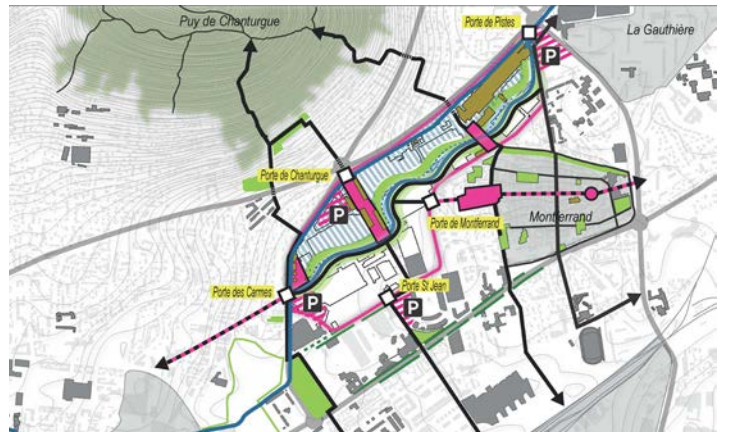 Puy de Chanturgue
Porte de Pistes
La Gauthière
P
Porte de Chanturgue
P
Porte de Montferrand
Montferrand
Porte des Carmes
P
Porte St Jean
P